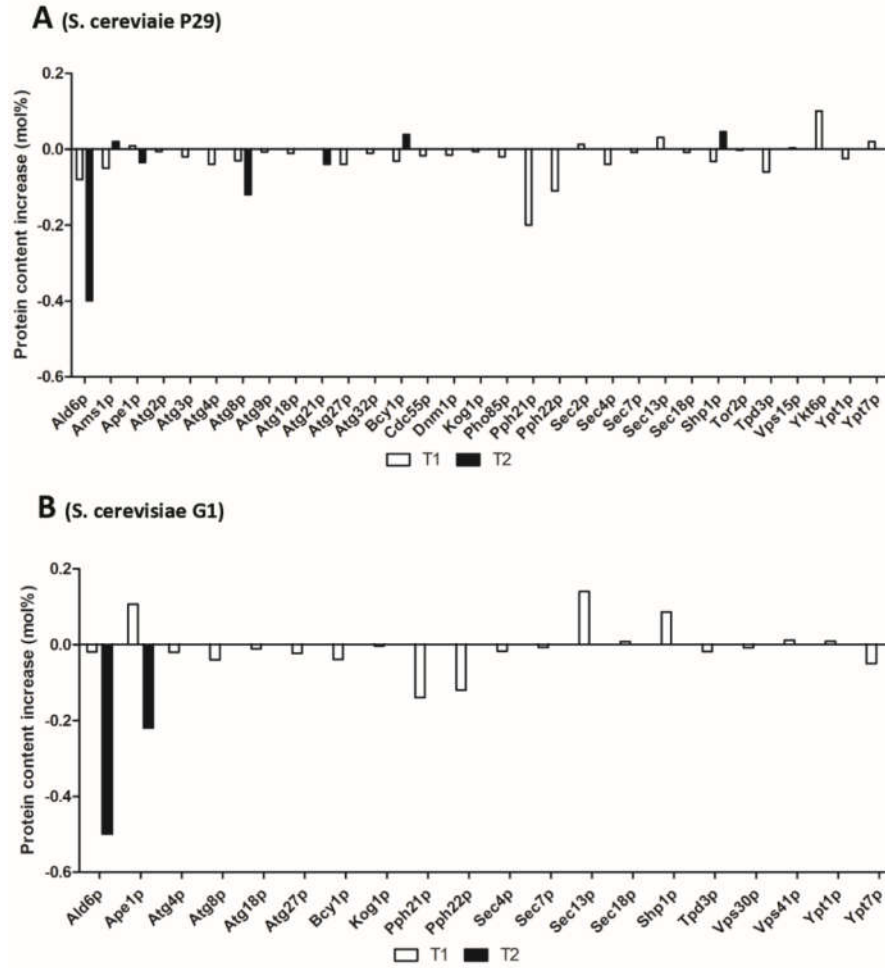 A (S. cereviaie P29)
Protein content increase (mol%)
0.2
0.0
-0.2
-0.4
-0.6
Ald6p
Ams1p
Ape1p
Atg2p
Atg3p
Atg4p
Atg8p
Atg9p
Atg18p
Atg21p
Atg27p
Atg32p
Bcy1p
Cdc55p
Dnm1p
Kog1p
Pho85p
Pph21p
Pph22p
Sec2p
Sec4p
Sec7p
Sec13p
Sec18p
Shp1p
Tor2p
Tpd3p
Vps15p
Ykt6p
Ypt1p
Ypt7p
T1 T2
B (S. cerevisiae G1)
Protein content increase (mol%)
0.2
0.0
-0.2
-0.4
-0.6
Ald6p
Ape1p
Atg4p
Atg8p
Atg18p
Atg27p
Bcy1p
Kog1p
Pph21p
Pph22p
Sec4p
Sec7p
Sec13p
Sec18p
Shp1p
Tpd3p
Vps30p
Vps41p
Ypt1p
Ypt7p
T1 T2